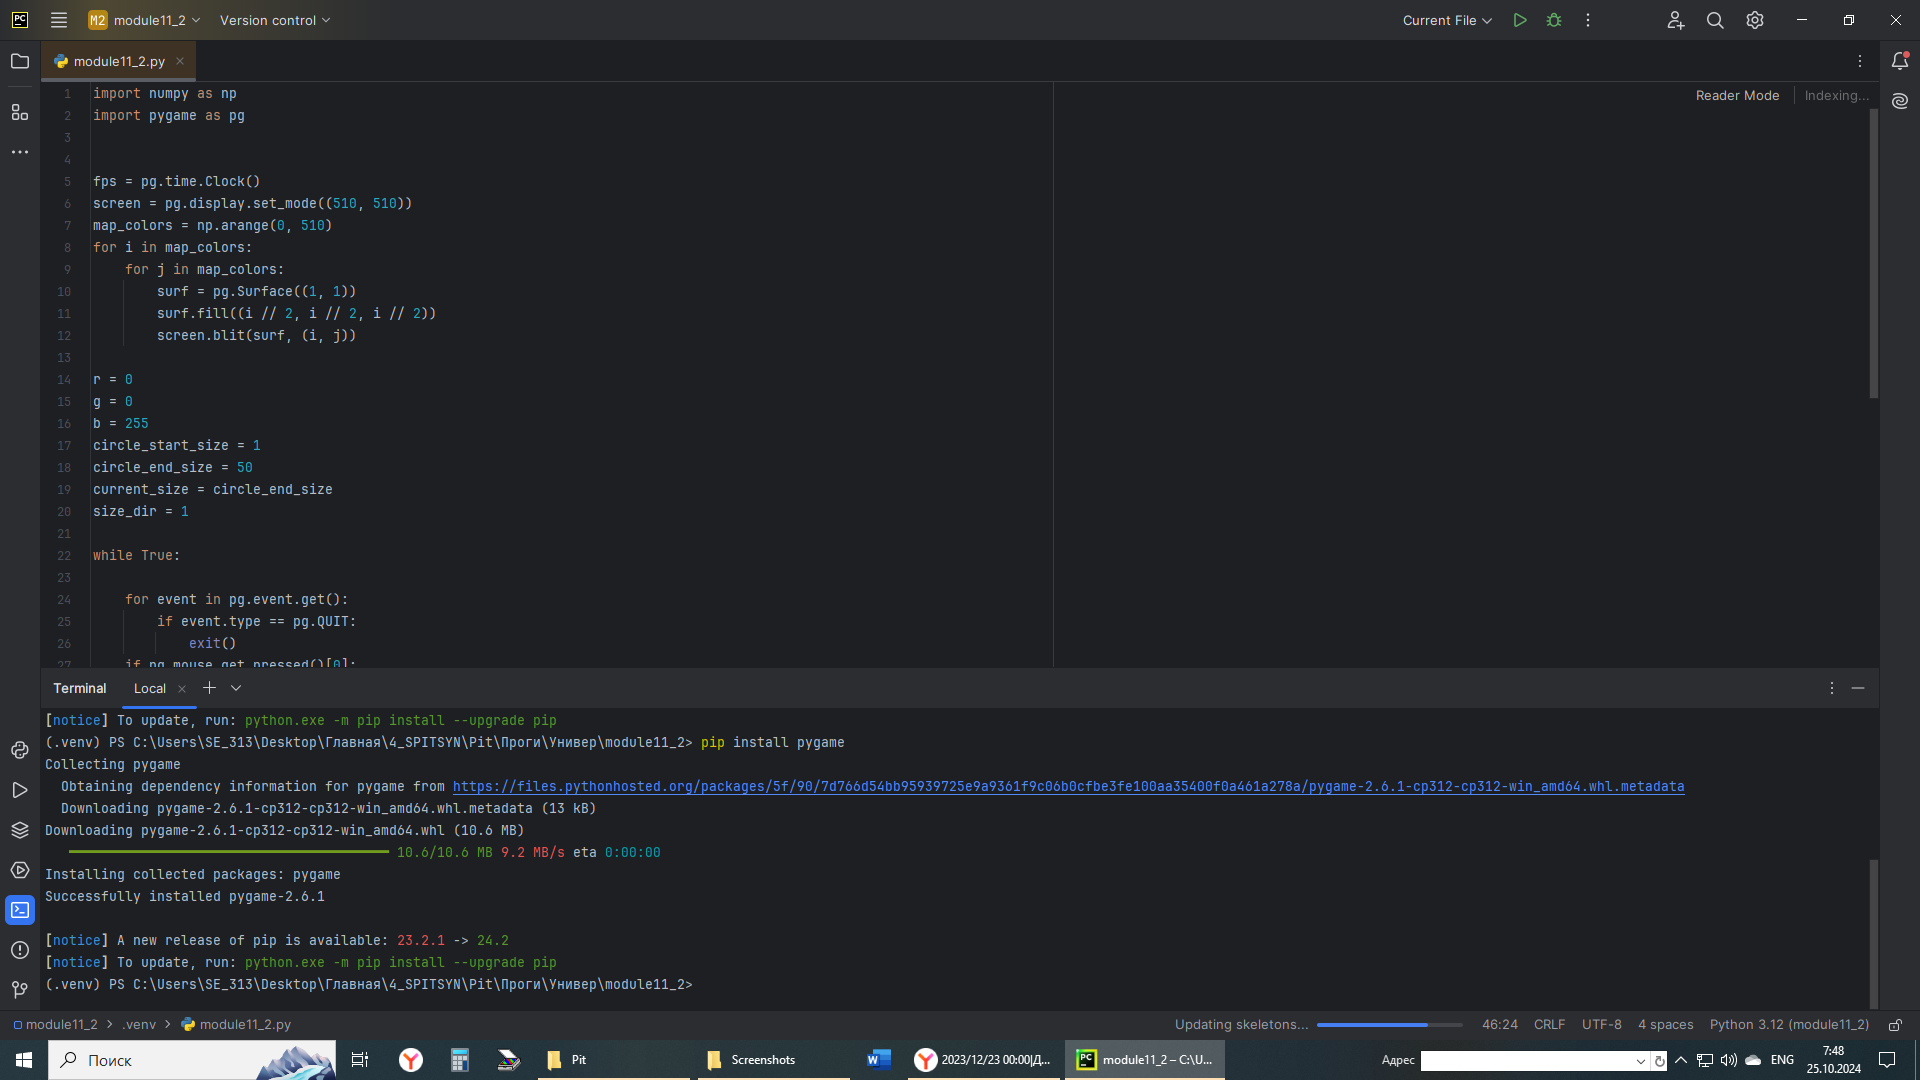 PC M2 module11_2 Version control Current File
module11_2.py
Reader Mode Indexing...
1 import numpy as np
2 import pygame as pg
3
4
5 fps = pg.time.Clock()
6 screen = pg.display.set_mode((510, 510))
7 map_colors = np.arange(0, 510)
8 for i in map_colors:
9 for j in map_colors:
10 surf = pg.Surface((1, 1))
11 surf.fill((i // 2, i // 2, i // 2))
12 screen.blit(surf, (i, j))
13
14 r = 0
15 g = 0
16 b = 255
17 circle_start_size = 1
18 circle_end_size = 50
19 current_size = circle_end_size
20 size_dir = 1
21
22 while True:
23
24 for event in pg.event.get():
25 if event.type == pg.QUIT:
26 exit()
27 if pg.mouse.get_pressed()[0]:
Terminal Local
[notice] To update, run: python.exe -m pip install --upgrade pip
(.venv) PS C:\Users\SE_313\Desktop\Главная\4_SPITSYN\Pit\Проги\Универ\module11_2> pip install pygame
Collecting pygame
Obtaining dependency information for pygame from https://files.pythonhosted.org/packages/5f/90/7d766d54bb95939725e9a9361f9c06b0cfbe3fe100aa35400f0a461a278a/pygame-2.6.1-cp312-cp312-win_amd64.whl.metadata
Downloading pygame-2.6.1-cp312-cp312-win_amd64.whl.metadata (13 kB)
Downloading pygame-2.6.1-cp312-cp312-win_amd64.whl (10.6 MB)
10.6/10.6 MB 9.2 MB/s eta 0:00:00
Installing collected packages: pygame
Successfully installed pygame-2.6.1
[notice] A new release of pip is available: 23.2.1 -> 24.2
[notice] To update, run: python.exe -m pip install --upgrade pip
(.venv) PS C:\Users\SE_313\Desktop\Главная\4_SPITSYN\Pit\Проги\Универ\module11_2>
module11_2 > .venv > module11_2.py Updating skeletons... 46:24 CRLF UTF-8 4 spaces Python 3.12 (module11_2)
Поиск Pit Screenshots 2023/12/23 00:00|Д... module11_2 – C:\U... Адрес ENG 7:48
25.10.2024